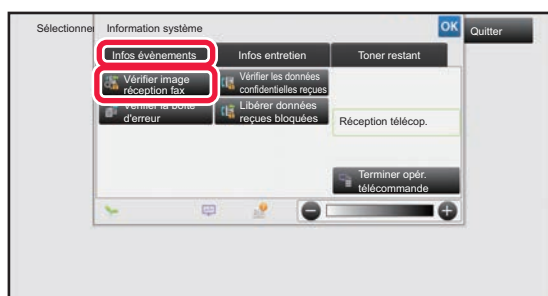 Sélectionner
Information système
OK
Quitter
Infos évènements
Infos entretien
Toner restant
Vérifier image
réception fax
Vérifier les données
confidentielles reçues
Vérifier la boîte
d'erreur
Libérer données
reçues bloquées
Réception télécop.
Terminer opér.
télécommande